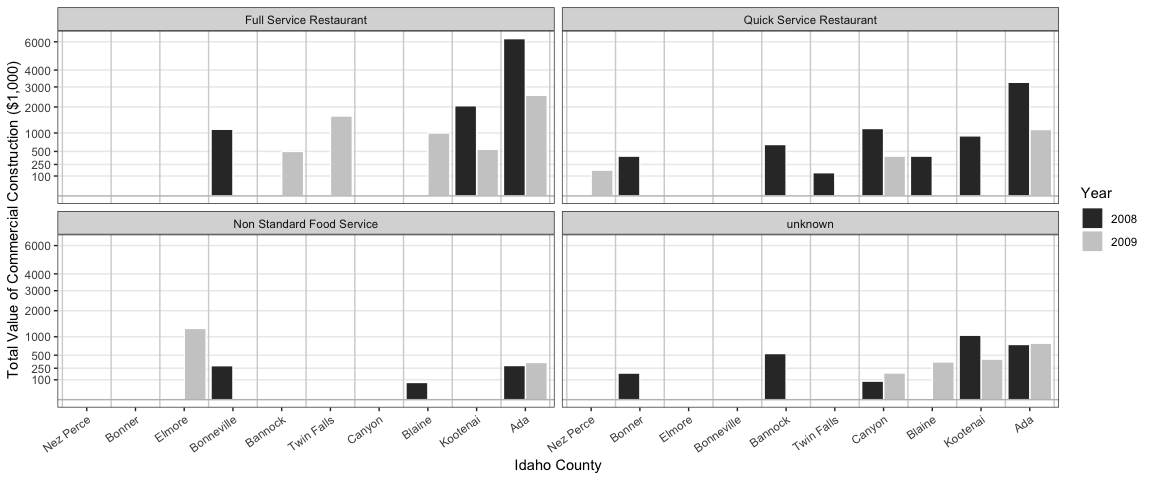 Full Service Restaurant
Quick Service Restaurant
6000
4000
3000
2000
1000
500
250
100
Non Standard Food Service
unknown
6000
4000
3000
2000
1000
500
250
100
Nez Perce
Bonner
Elmore
Bonneville
Bannock
Twin Falls
Canyon
Blaine
Kootenai
Ada
Nez Perce
Bonner
Elmore
Bonneville
Bannock
Twin Falls
Canyon
Blaine
Kootenai
Ada
Idaho County
Total Value of Commercial Construction ($1,000)
Year
2008
2009